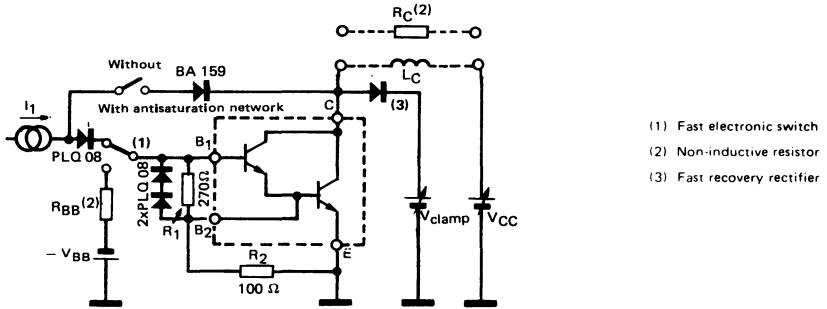 R_C(2)
Without
BA 159
L_C
I_1
With antisaturation network
C
(3)
(1)
B_1
PLQ 08
2xPLQ 08
270Ω
R_BB(2)
R_1
B_2
V_clamp
V_CC
E
− V_BB
R_2
100 Ω
(1) Fast electronic switch
(2) Non-inductive resistor
(3) Fast recovery rectifier